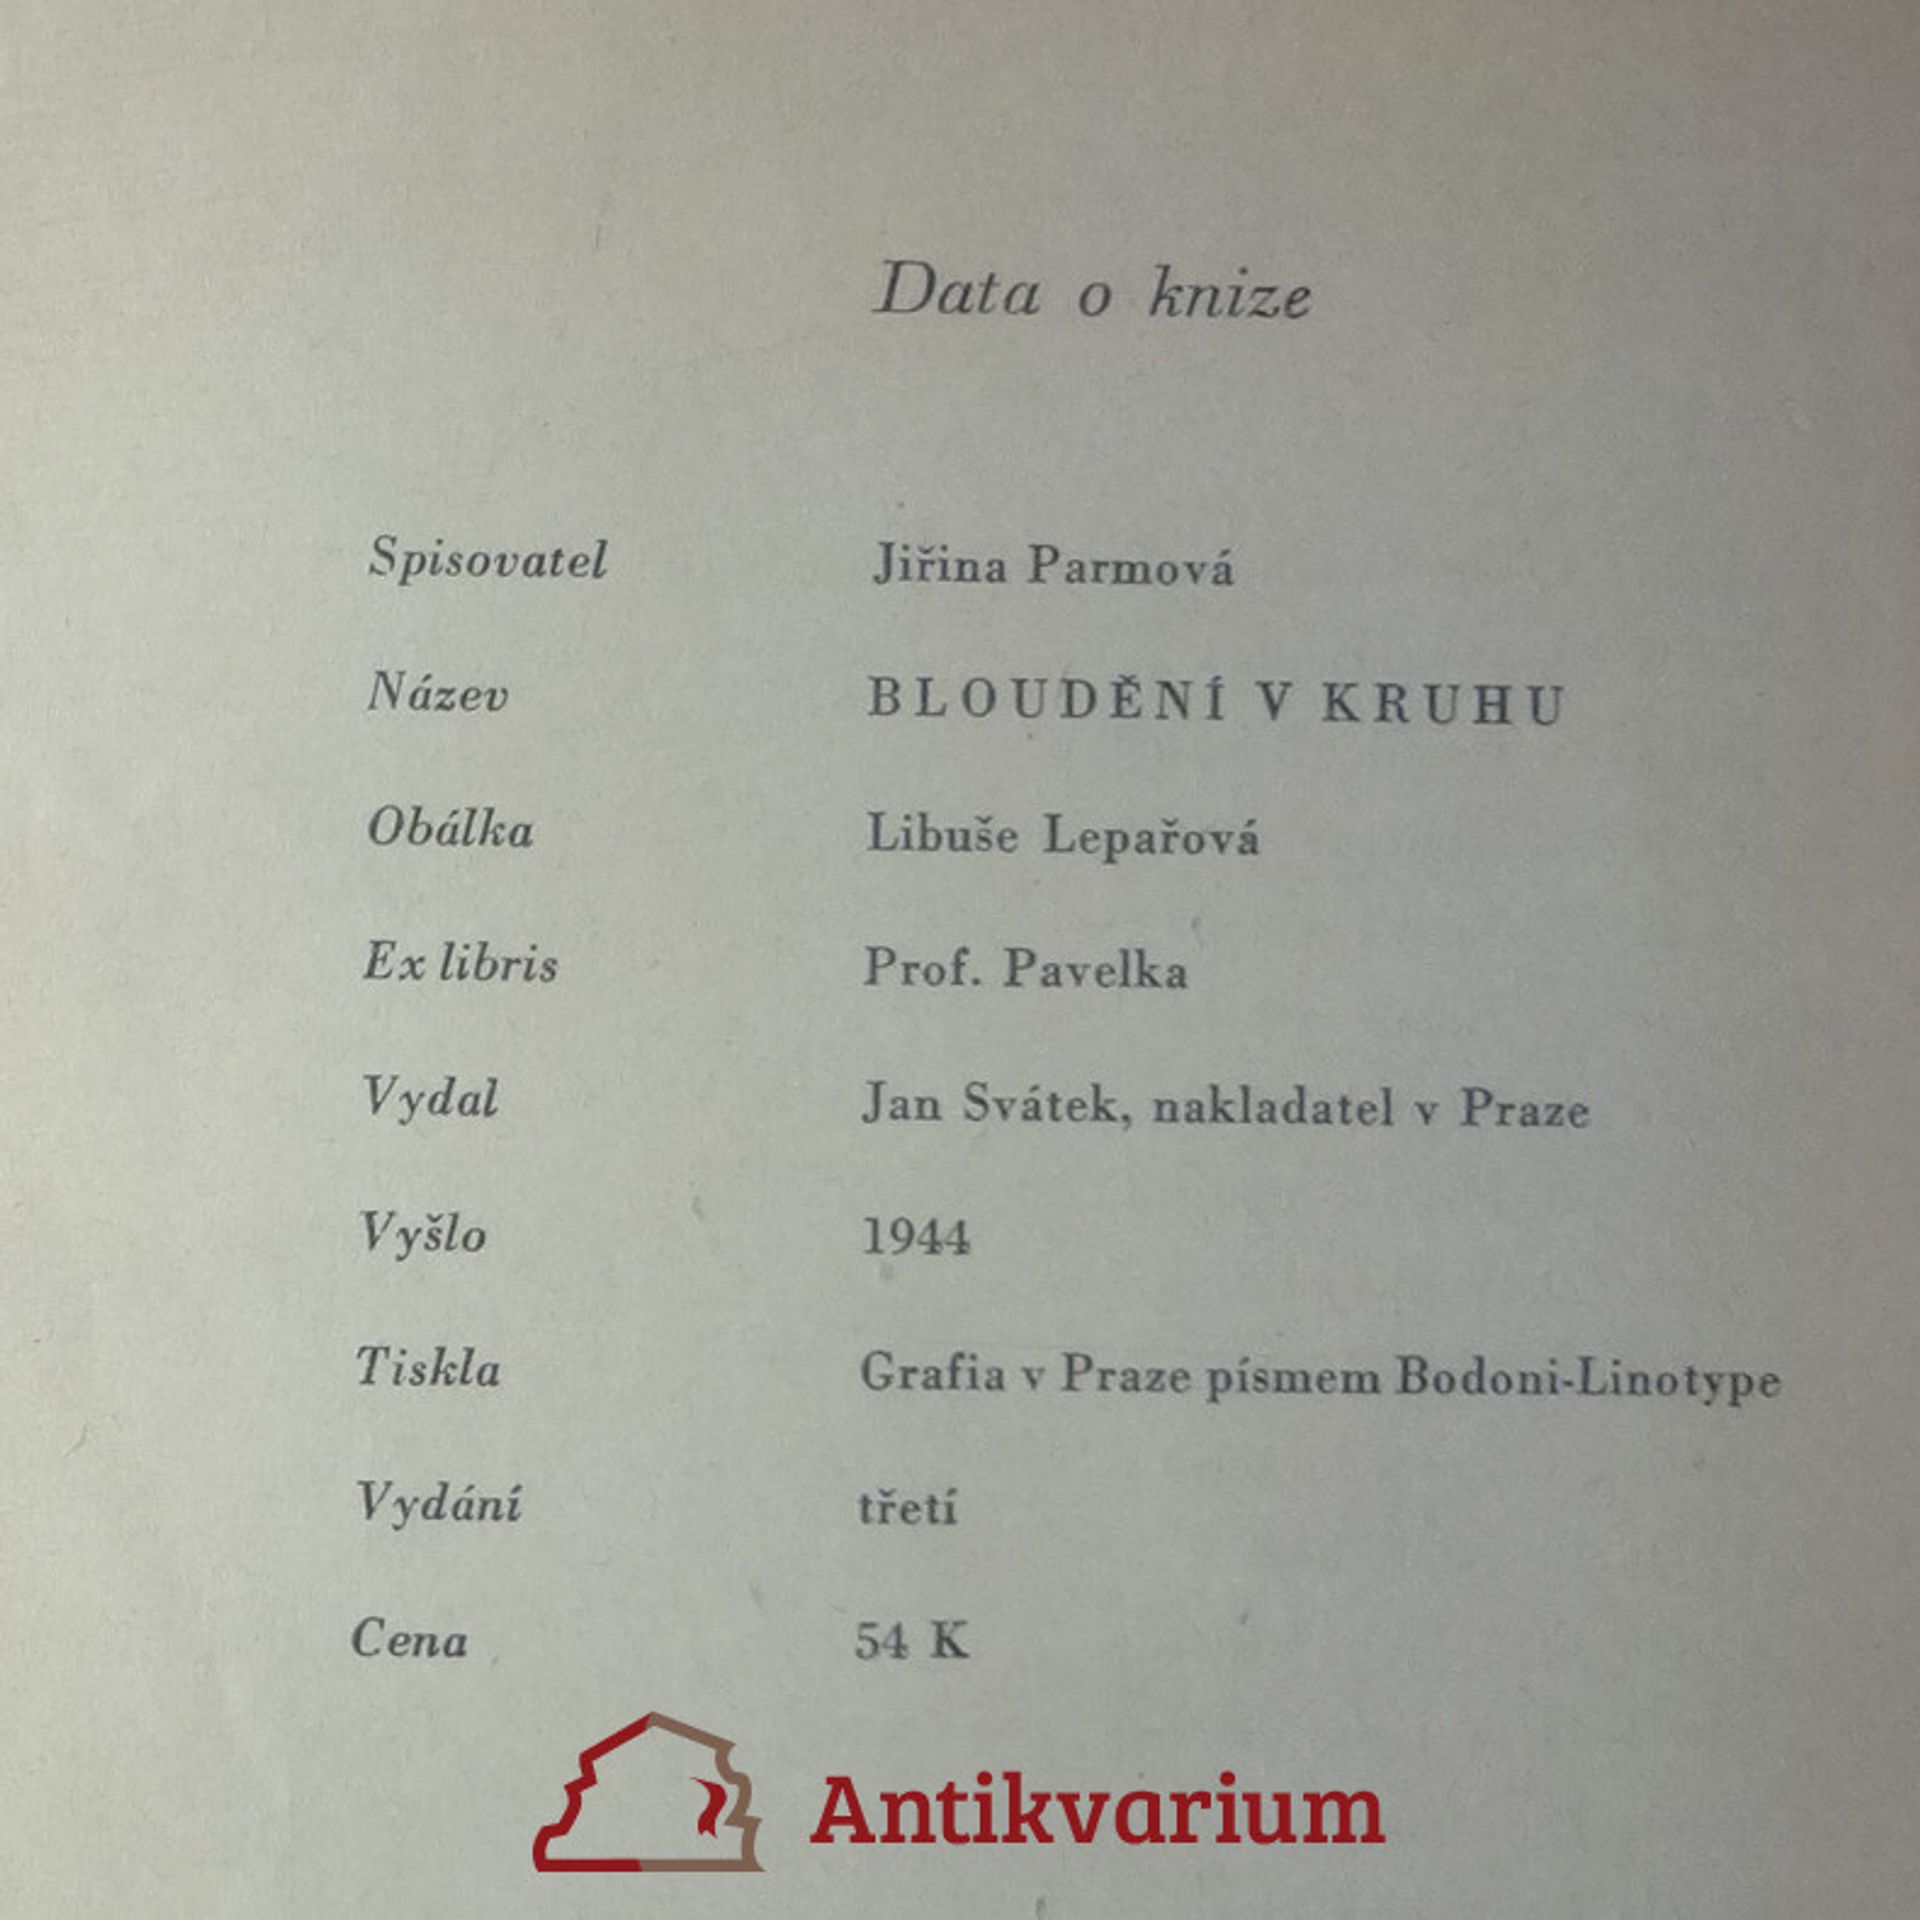 Data o knize
Spisovatel Jiřina Parmová
Název BLOUDĚNÍ V KRUHU
Obálka Libuše Lepařová
Ex libris Prof. Pavelka
Vydal Jan Svátek, nakladatel v Praze
Vyšlo 1944
Tiskla Grafia v Praze písmem Bodoni-Linotype
Vydání třetí
Cena 54 K
Antikvarium